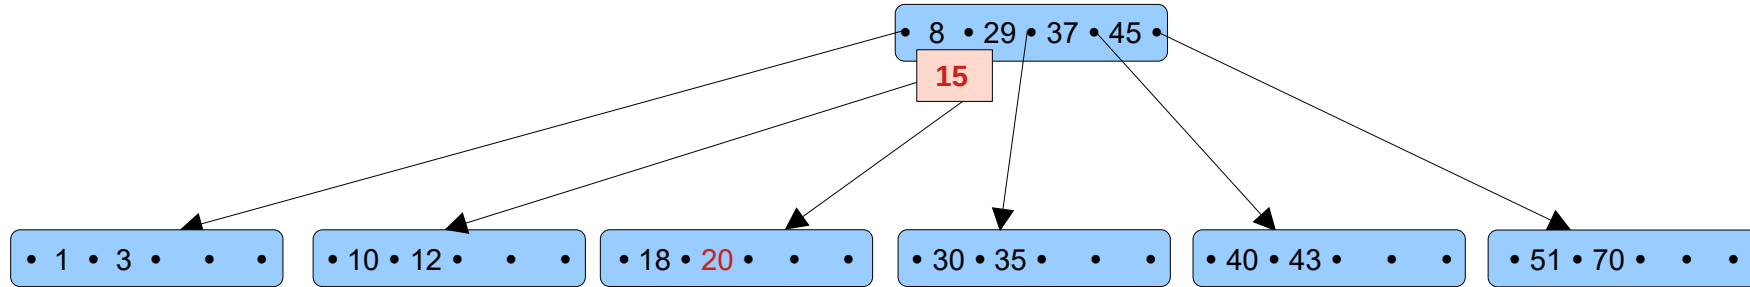 • 8 • 29 • 37 • 45 •
15
• 1 • 3 • • •
• 10 • 12 • • •
• 18 • 20 • • •
• 30 • 35 • • •
• 40 • 43 • • •
• 51 • 70 • • •